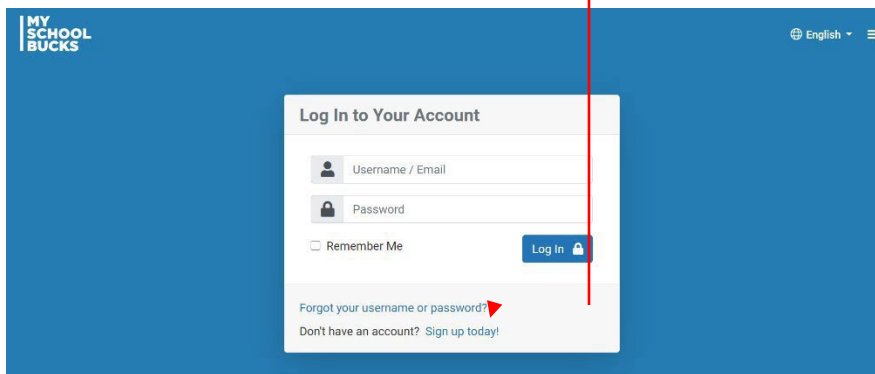 MY
SCHOOL
BUCKS
English
Log In to Your Account
Username / Email
Password
Remember Me
Log In
Forgot your username or password?
Don't have an account? Sign up today!